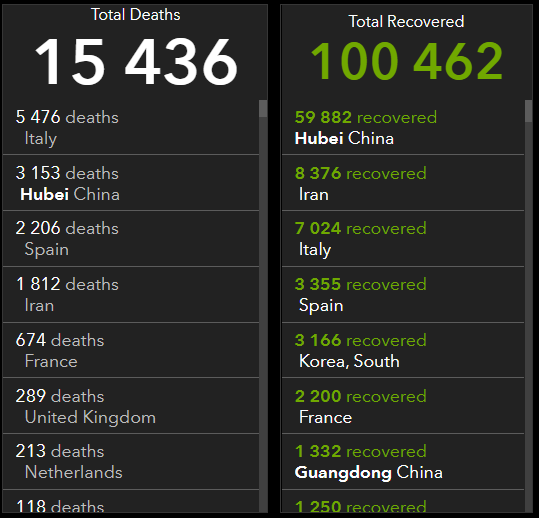 Total Deaths
15 436
5 476 deaths
Italy
3 153 deaths
Hubei China
2 206 deaths
Spain
1 812 deaths
Iran
674 deaths
France
289 deaths
United Kingdom
213 deaths
Netherlands
118 deaths
Total Recovered
100 462
59 882 recovered
Hubei China
8 376 recovered
Iran
7 024 recovered
Italy
3 355 recovered
Spain
3 166 recovered
Korea, South
2 200 recovered
France
1 332 recovered
Guangdong China
1 250 recovered